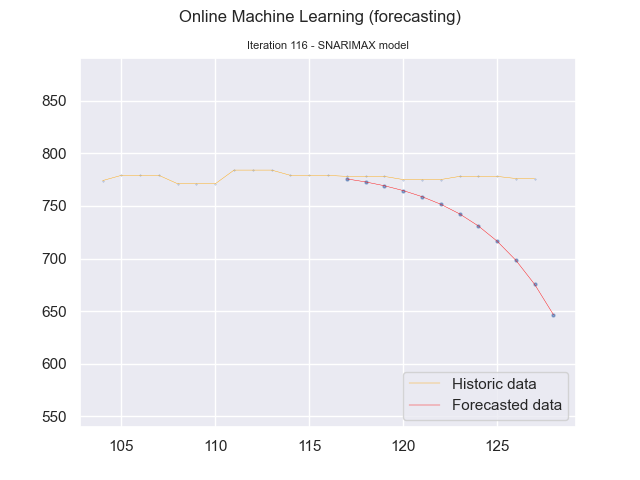 Online Machine Learning (forecasting)
Iteration 116 - SNARIMAX model
850
800
750
700
650
600
550
105 110 115 120 125
Historic data
Forecasted data